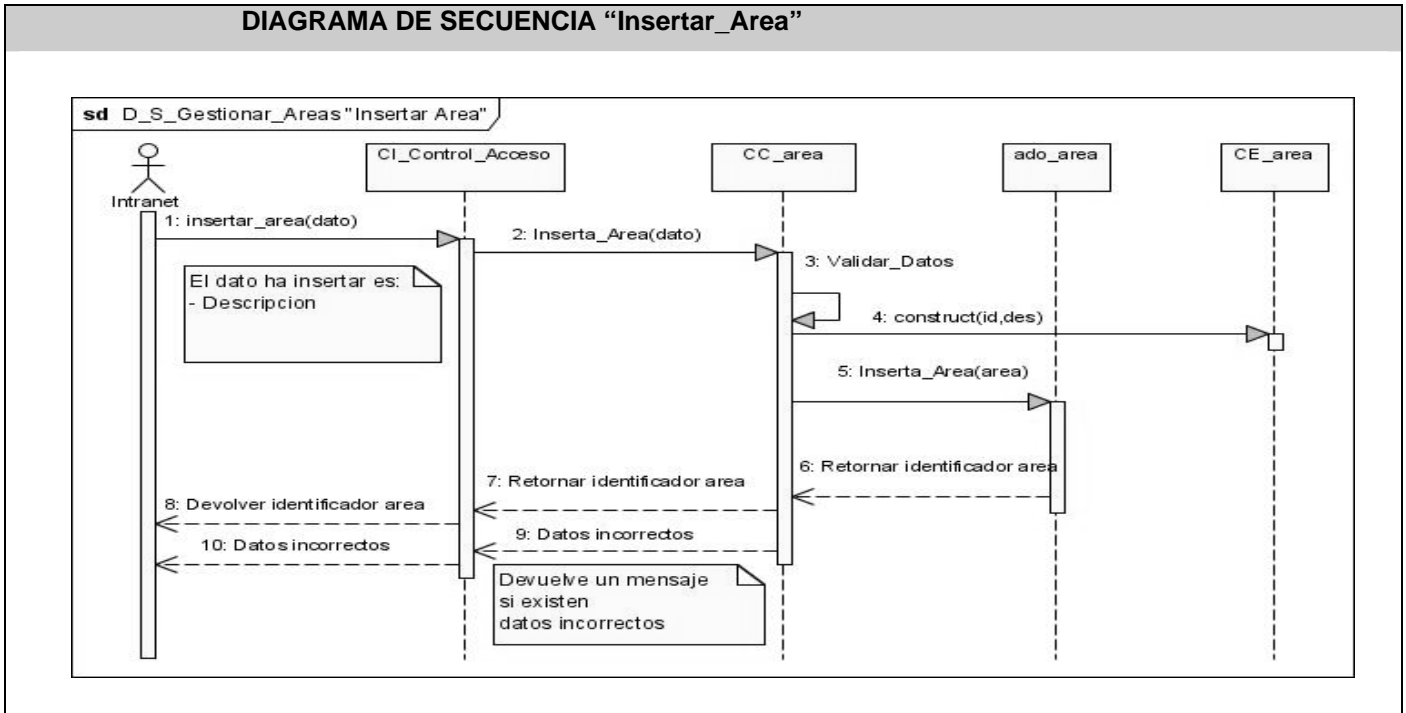 DIAGRAMA DE SECUENCIA “Insertar_Area”
sd D_S_Gestionar_Areas "Insertar Area"
Intranet
CI_Control_Acceso
CC_area
ado_area
CE_area
1: insertar_area(dato)
2: Inserta_Area(dato)
3: Validar_Datos
El dato ha insertar es:
- Descripcion
4: construct(id,des)
5: Inserta_Area(area)
6: Retornar identificador area
7: Retornar identificador area
8: Devolver identificador area
9: Datos incorrectos
10: Datos incorrectos
Devuelve un mensaje
si existen
datos incorrectos